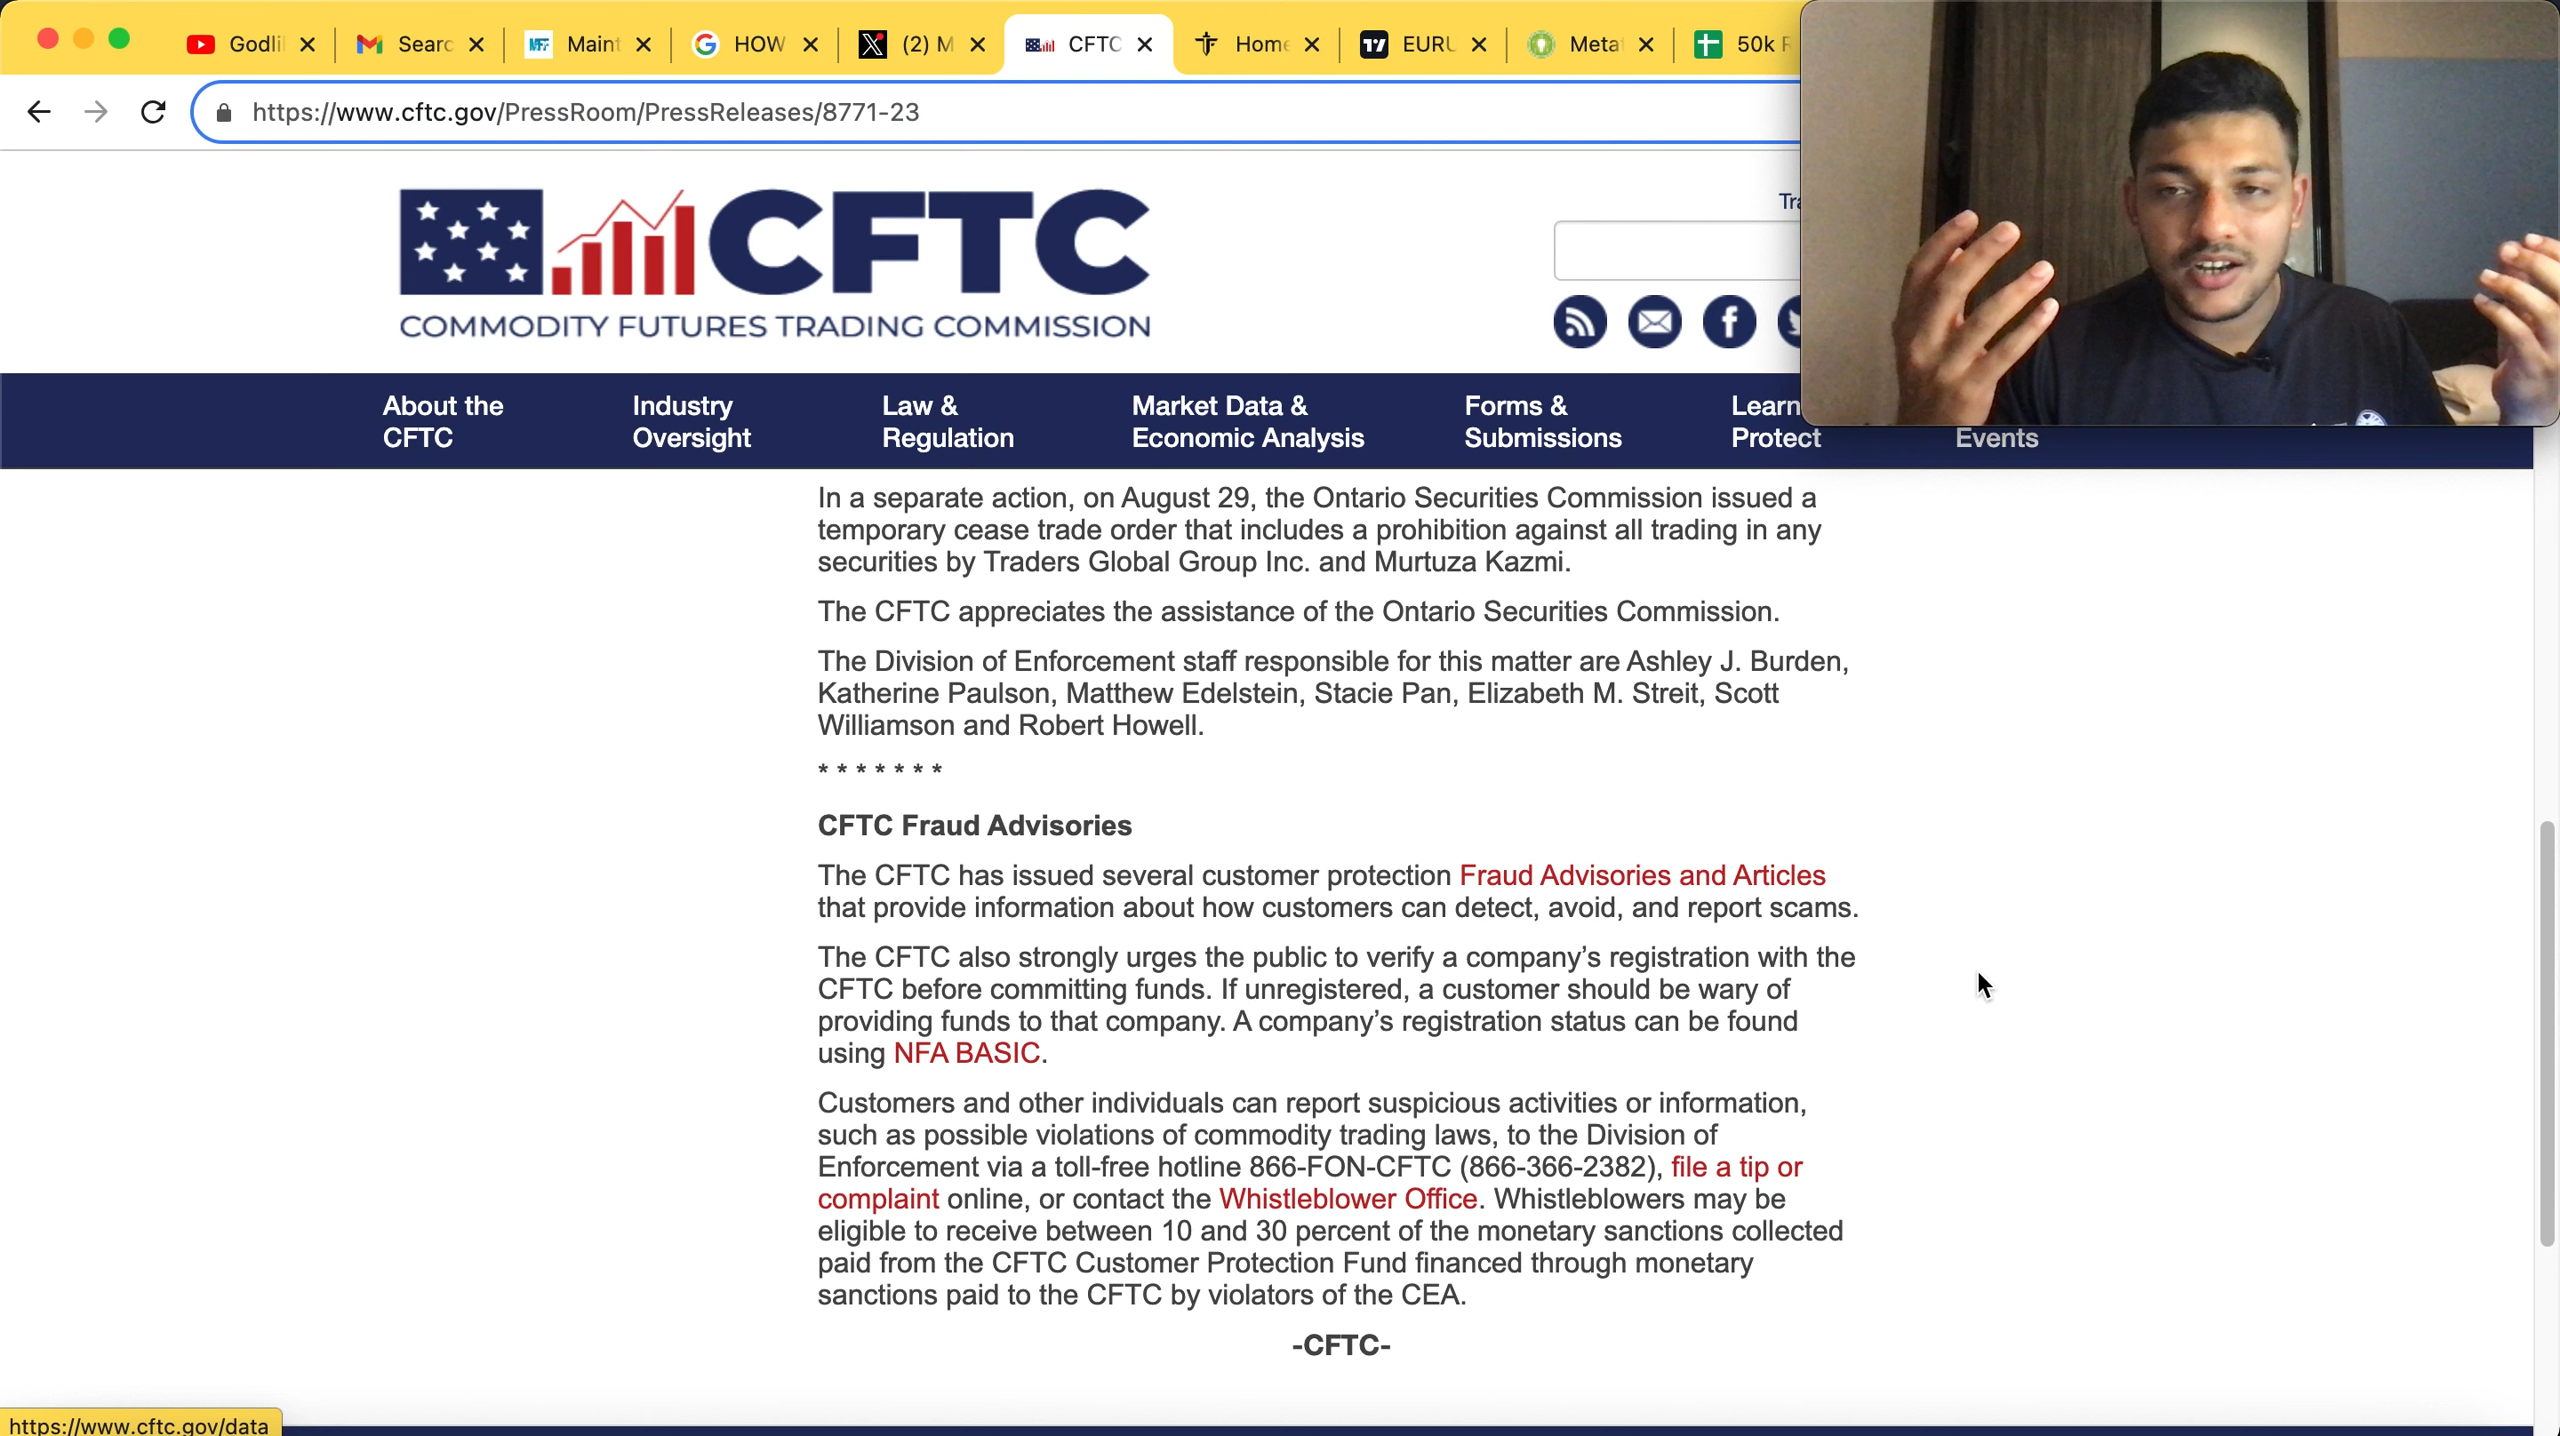 Godli
Searc
Maint
HOW
(2) M
CFTC
Home
EURU
Meta
50k
https://www.cftc.gov/PressRoom/PressReleases/8771-23
CFTC
COMMODITY FUTURES TRADING COMMISSION
Tra
About the
CFTC
Industry
Oversight
Law &
Regulation
Market Data &
Economic Analysis
Forms &
Submissions
Learn
Protect
Events
In a separate action, on August 29, the Ontario Securities Commission issued a
temporary cease trade order that includes a prohibition against all trading in any
securities by Traders Global Group Inc. and Murtuza Kazmi.
The CFTC appreciates the assistance of the Ontario Securities Commission.
The Division of Enforcement staff responsible for this matter are Ashley J. Burden,
Katherine Paulson, Matthew Edelstein, Stacie Pan, Elizabeth M. Streit, Scott
Williamson and Robert Howell.
* * * * * * *
CFTC Fraud Advisories
The CFTC has issued several customer protection Fraud Advisories and Articles
that provide information about how customers can detect, avoid, and report scams.
The CFTC also strongly urges the public to verify a company’s registration with the
CFTC before committing funds. If unregistered, a customer should be wary of
providing funds to that company. A company’s registration status can be found
using NFA BASIC.
Customers and other individuals can report suspicious activities or information,
such as possible violations of commodity trading laws, to the Division of
Enforcement via a toll-free hotline 866-FON-CFTC (866-366-2382), file a tip or
complaint online, or contact the Whistleblower Office. Whistleblowers may be
eligible to receive between 10 and 30 percent of the monetary sanctions collected
paid from the CFTC Customer Protection Fund financed through monetary
sanctions paid to the CFTC by violators of the CEA.
-CFTC-
https://www.cftc.gov/data